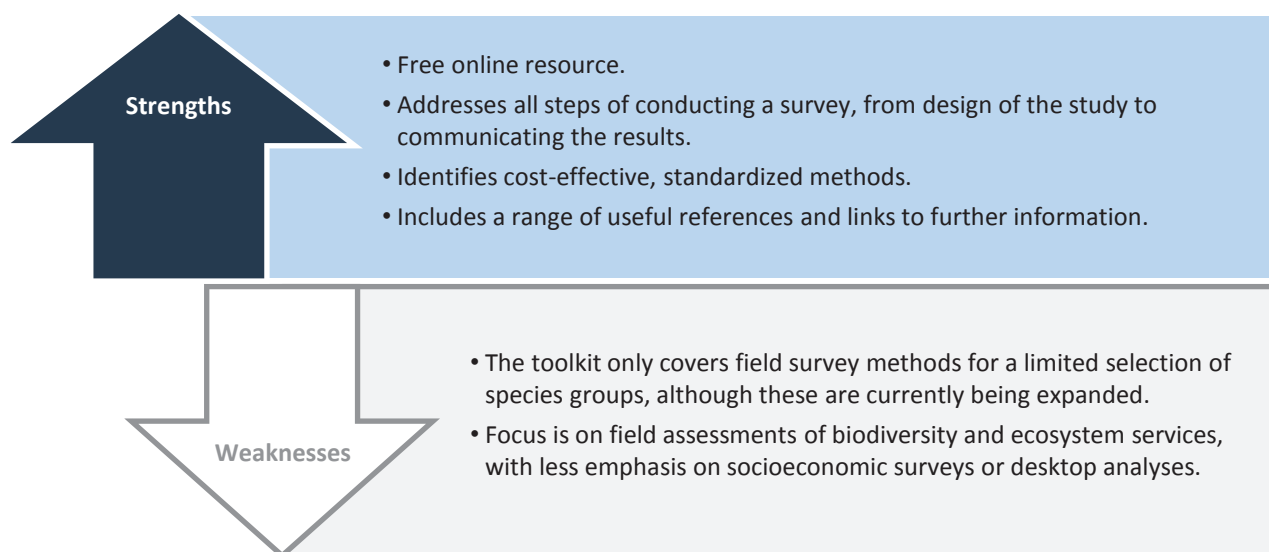 Strengths
• Free online resource.
• Addresses all steps of conducting a survey, from design of the study to
communicating the results.
• Identifies cost-effective, standardized methods.
• Includes a range of useful references and links to further information.
• The toolkit only covers field survey methods for a limited selection of
species groups, although these are currently being expanded.
• Focus is on field assessments of biodiversity and ecosystem services,
with less emphasis on socioeconomic surveys or desktop analyses.
Weaknesses